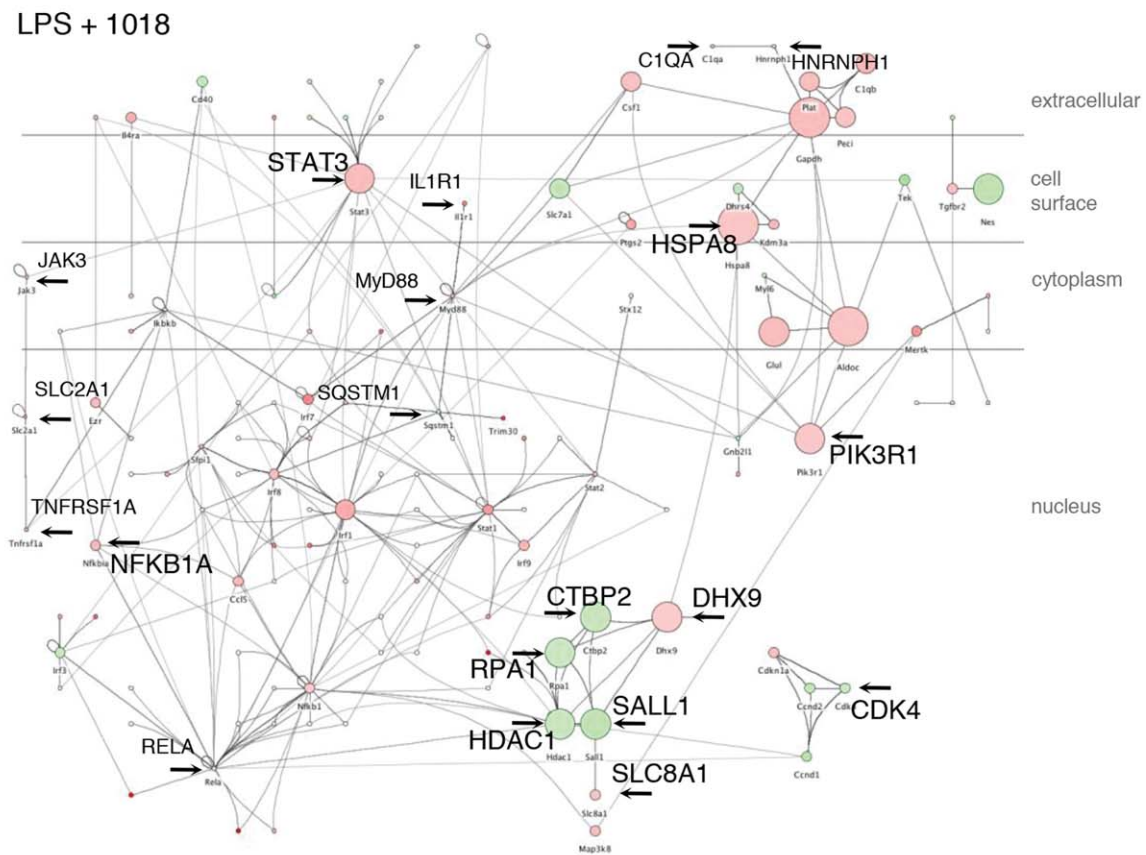 LPS + 1018
C1QA
C1qa
Hnrnph1
HNRNPH1
C1qb
Csf1
Plat
Peci
Gapdh
extracellular
Cd40
Il4ra
STAT3
Stat3
IL1R1
Il1r1
Slc7a1
Dhrs4
Tek
Tgfbr2
Nes
cell
surface
Ptgs2
HSPA8
Kdm3a
Hspa8
JAK3
Jak3
MyD88
Myd88
Ikbkb
Stx12
Myl6
cytoplasm
Glul
Aldoc
Mertk
SLC2A1
Slc2a1
Ezr
Irf7
SQSTM1
Sqstm1
Trim30
Gnb2l1
PIK3R1
Pik3r1
Slpi1
Irf8
Stat2
nucleus
TNFRSF1A
Tnfrsf1a
NFKB1A
Nfkbia
Irf1
Stat1
Irf9
Ccl5
CTBP2
Ctbp2
DHX9
Dhx9
Irf3
RPA1
Rpa1
Cdkn1a
Ccnd2
Cdk
CDK4
Nfkb1
SALL1
Sall1
HDAC1
Hdac1
RELA
Rela
Ccnd1
SLC8A1
Slc8a1
Map3k8